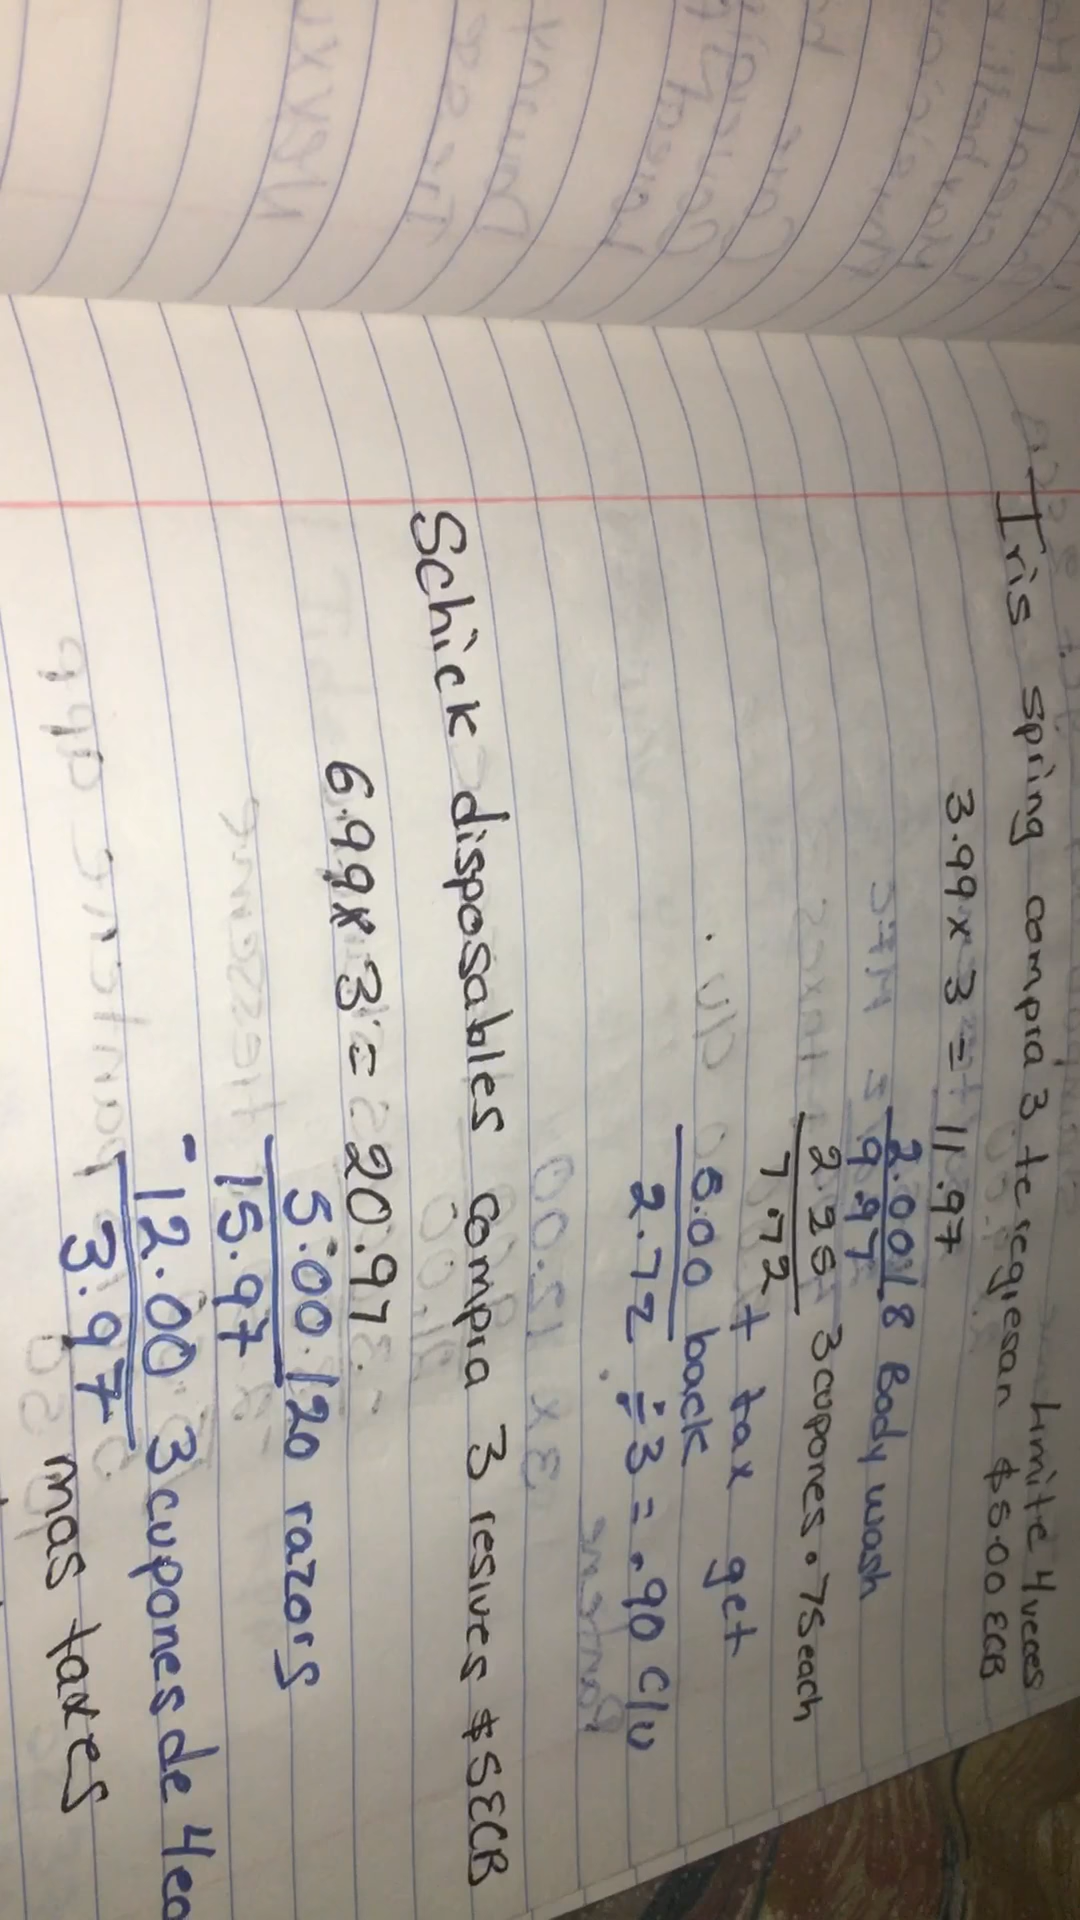 Limite 4 veces
Iris spring compra 3 te regresan $5.00 ECB
3.99 x 3 = 11.97
2.00/8 Body wash
9.97
2.25 3 cupones .75 each
7.72 + tax get
5.00 back
2.72 ÷ 3 = .90 c/u
Schick disposables compra 3 resives $5ECB
6.99 x 3 = 20.97
5.00/20 razors
15.97
-12.00 3 cupones de 4 ea
3.97 mas taxes